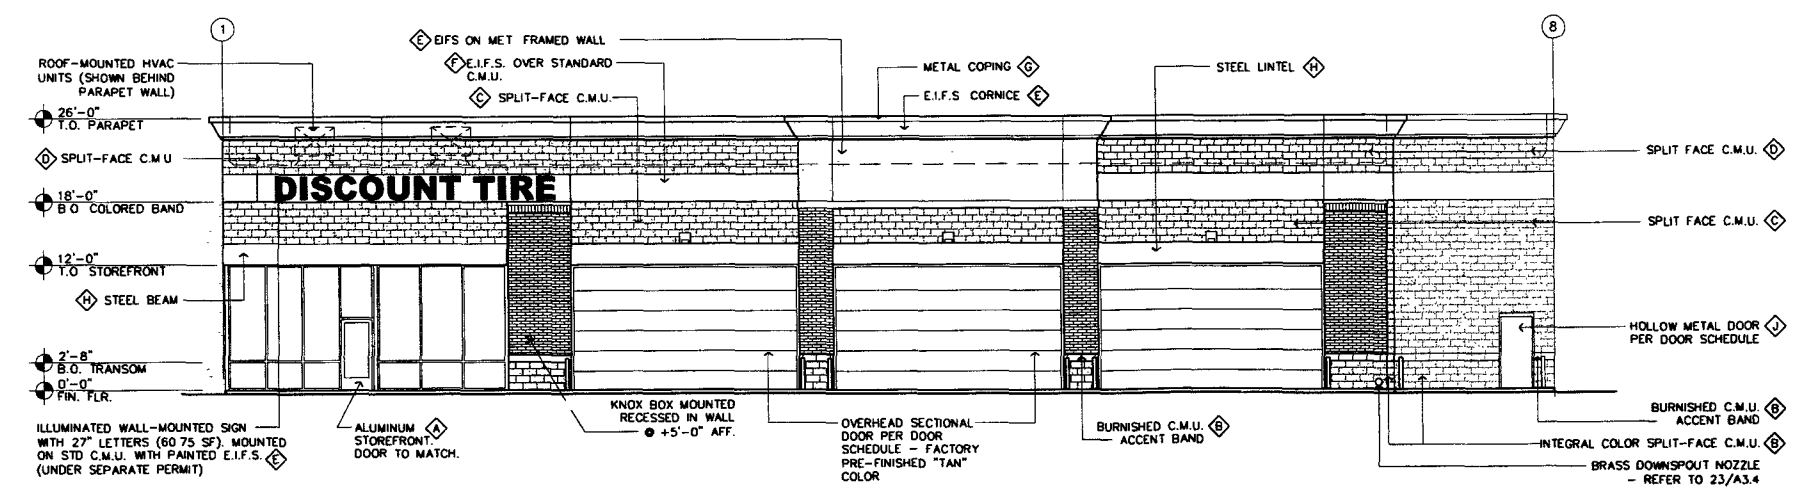 1
8
ROOF-MOUNTED HVAC
UNITS (SHOWN BEHIND
PARAPET WALL)
E EIFS ON MET FRAMED WALL
F E.I.F.S. OVER STANDARD
C.M.U.
C SPLIT-FACE C.M.U.
METAL COPING G
E.I.F.S CORNICE E
STEEL LINTEL H
26'-0"
T.O. PARAPET
D SPLIT-FACE C.M U
18'-0"
B O COLORED BAND
12'-0"
T.O STOREFRONT
H STEEL BEAM
2'-8"
B.O. TRANSOM
0'-0"
FIN. FLR.
DISCOUNT TIRE
SPLIT FACE C.M.U. D
SPLIT FACE C.M.U. C
HOLLOW METAL DOOR J
PER DOOR SCHEDULE
ILLUMINATED WALL-MOUNTED SIGN
WITH 27" LETTERS (60 75 SF). MOUNTED
ON STD C.M.U. WITH PAINTED E.I.F.S. E
(UNDER SEPARATE PERMIT)
ALUMINUM A
STOREFRONT.
DOOR TO MATCH.
KNOX BOX MOUNTED
RECESSED IN WALL
@ +5'-0" AFF.
OVERHEAD SECTIONAL
DOOR PER DOOR
SCHEDULE - FACTORY
PRE-FINISHED "TAN"
COLOR
BURNISHED C.M.U. B
ACCENT BAND
BURNISHED C.M.U. B
ACCENT BAND
INTEGRAL COLOR SPLIT-FACE C.M.U. B
BRASS DOWNSPOUT NOZZLE
- REFER TO 23/A3.4